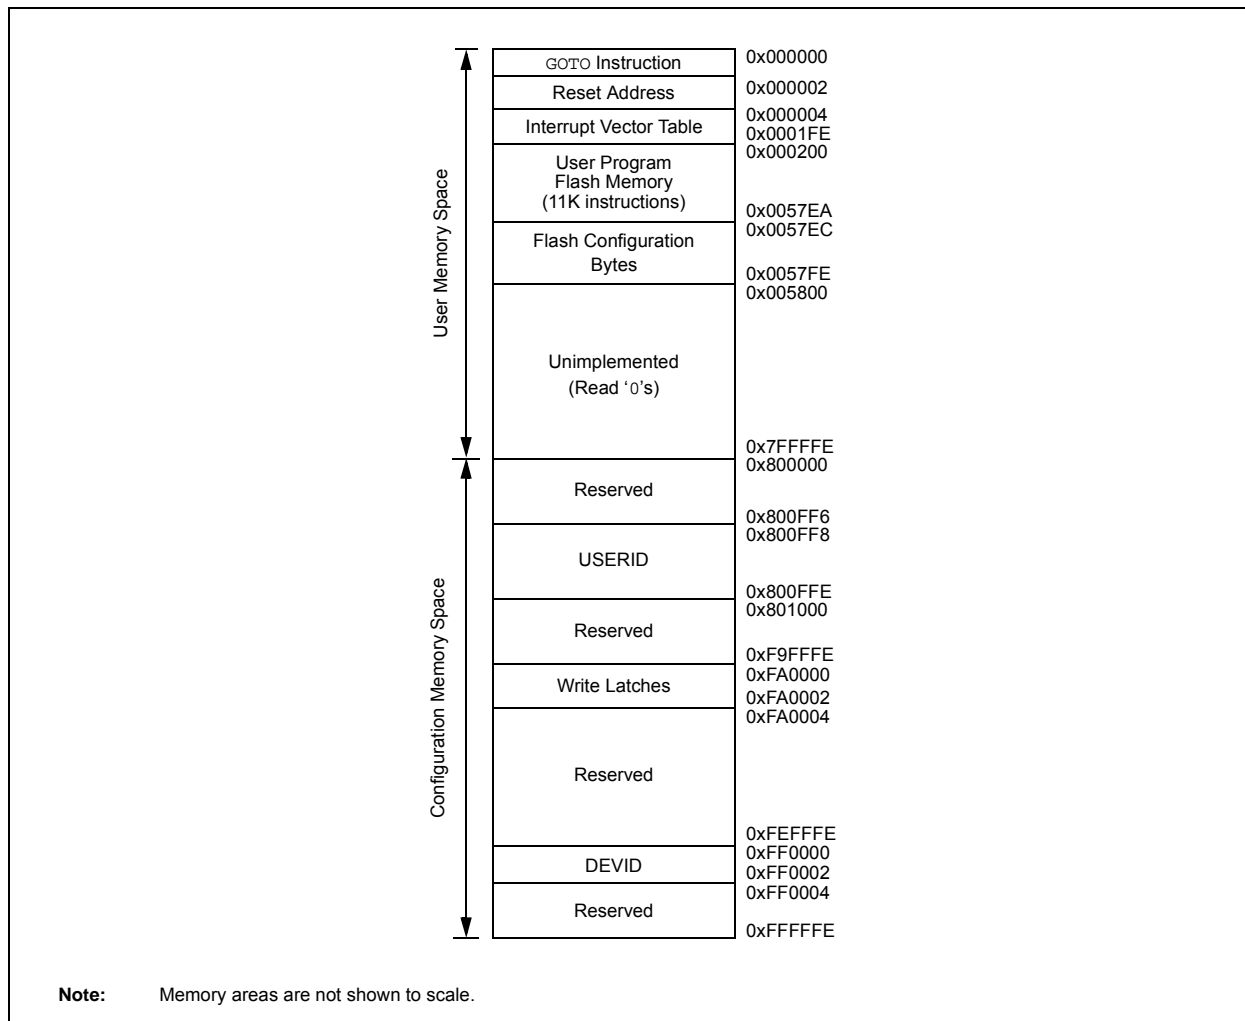 GOTO Instruction
0x000000
Reset Address
0x000002
Interrupt Vector Table
0x000004
0x0001FE
User Program
Flash Memory
(11K instructions)
0x000200
0x0057EA
Flash Configuration
Bytes
0x0057EC
0x0057FE
Unimplemented
(Read ‘0’s)
0x005800
0x7FFFFE
User Memory Space
Reserved
0x800000
0x800FF6
USERID
0x800FF8
0x800FFE
Reserved
0x801000
0xF9FFFE
Write Latches
0xFA0000
0xFA0002
Reserved
0xFA0004
0xFEFFFE
DEVID
0xFF0000
0xFF0002
Reserved
0xFF0004
0xFFFFFE
Configuration Memory Space
Note: Memory areas are not shown to scale.